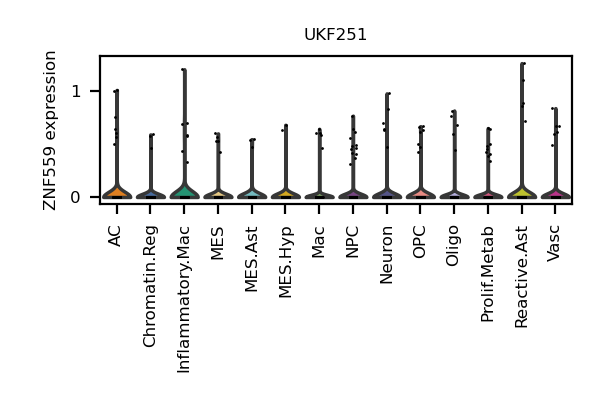 UKF251
ZNF559 expression
1
0
AC
Chromatin.Reg
Inflammatory.Mac
MES
MES.Ast
MES.Hyp
Mac
NPC
Neuron
OPC
Oligo
Prolif.Metab
Reactive.Ast
Vasc